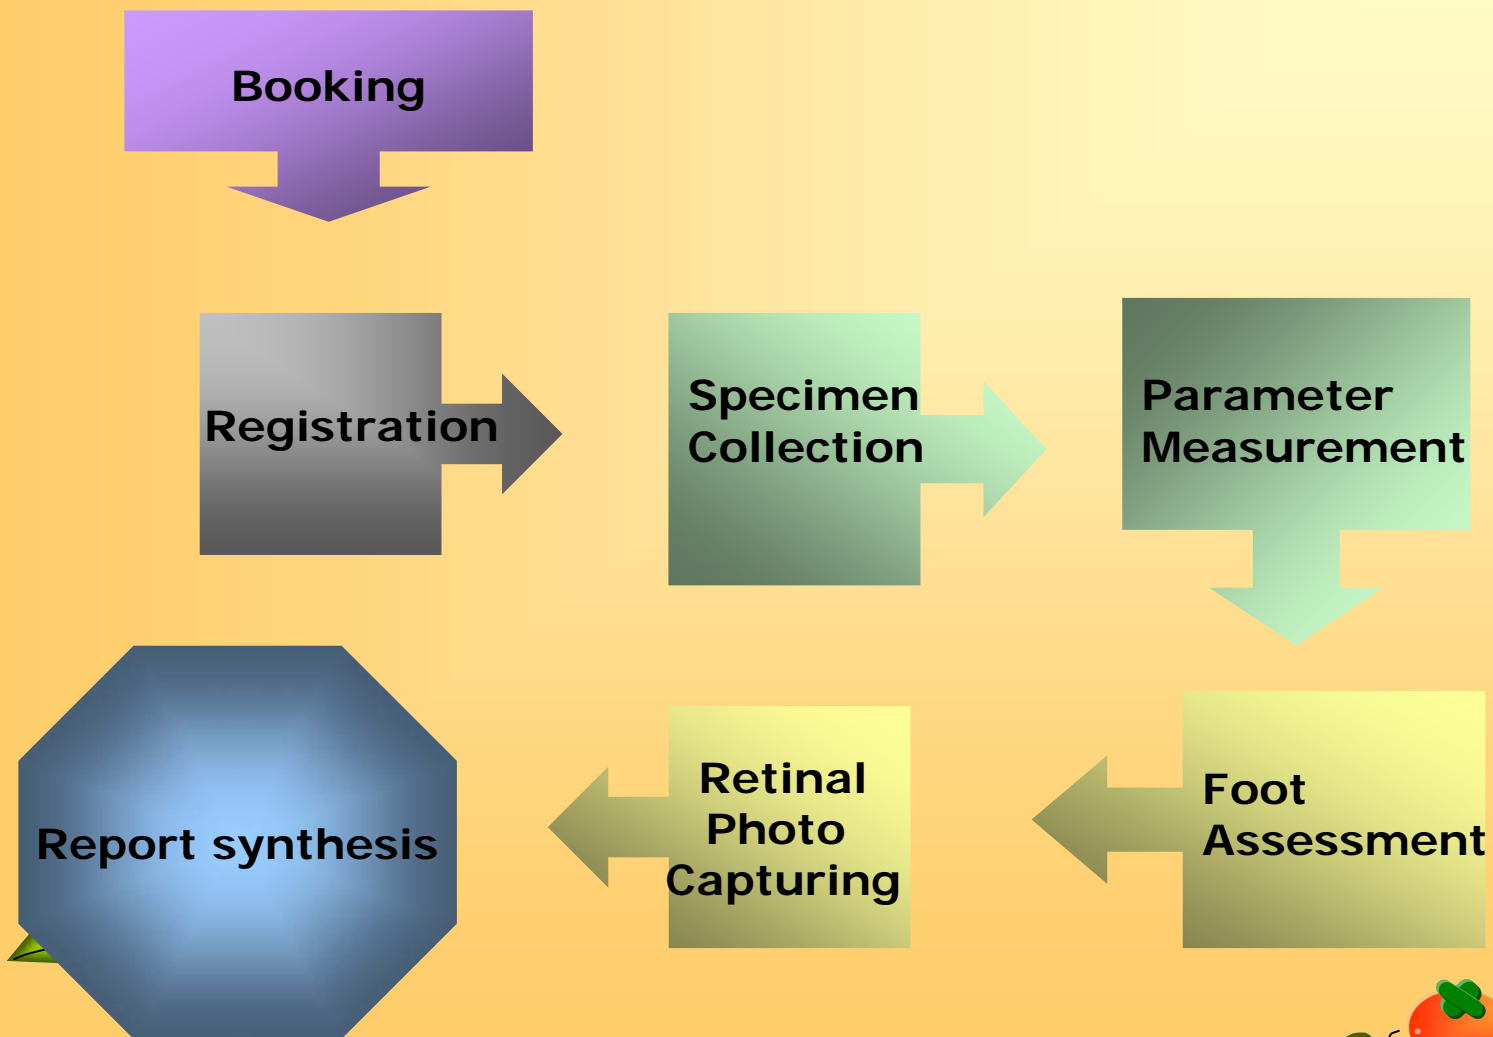 Booking
Registration
Specimen
Collection
Parameter
Measurement
Foot
Assessment
Retinal
Photo
Capturing
Report synthesis